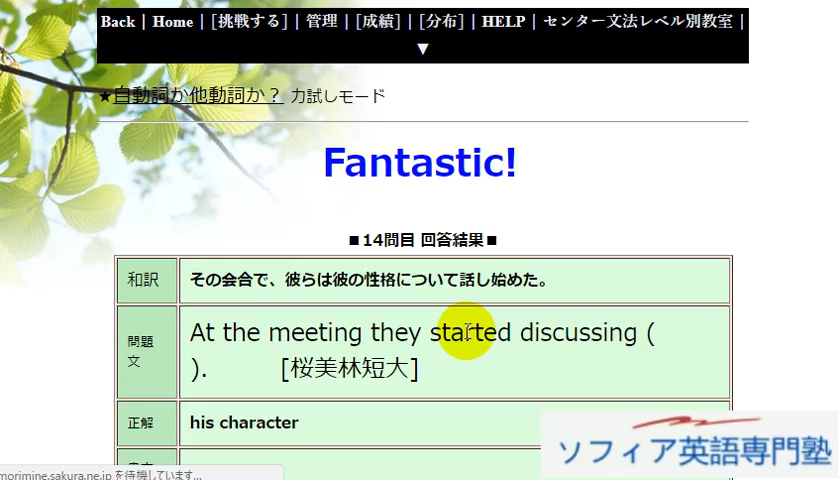 Back | Home | [挑戦する] | 管理 | [成績] | [分布] | HELP | センター文法レベル別教室 |
▼
★自動詞か他動詞か？ 力試しモード
Fantastic!
■14問目 回答結果■
和訳 その会合で、彼らは彼の性格について話し始めた。
問題文 At the meeting they started discussing (
). [桜美林短大]
正解 his character
ソフィア英語専門塾
morimine.sakura.ne.jp を待機しています...